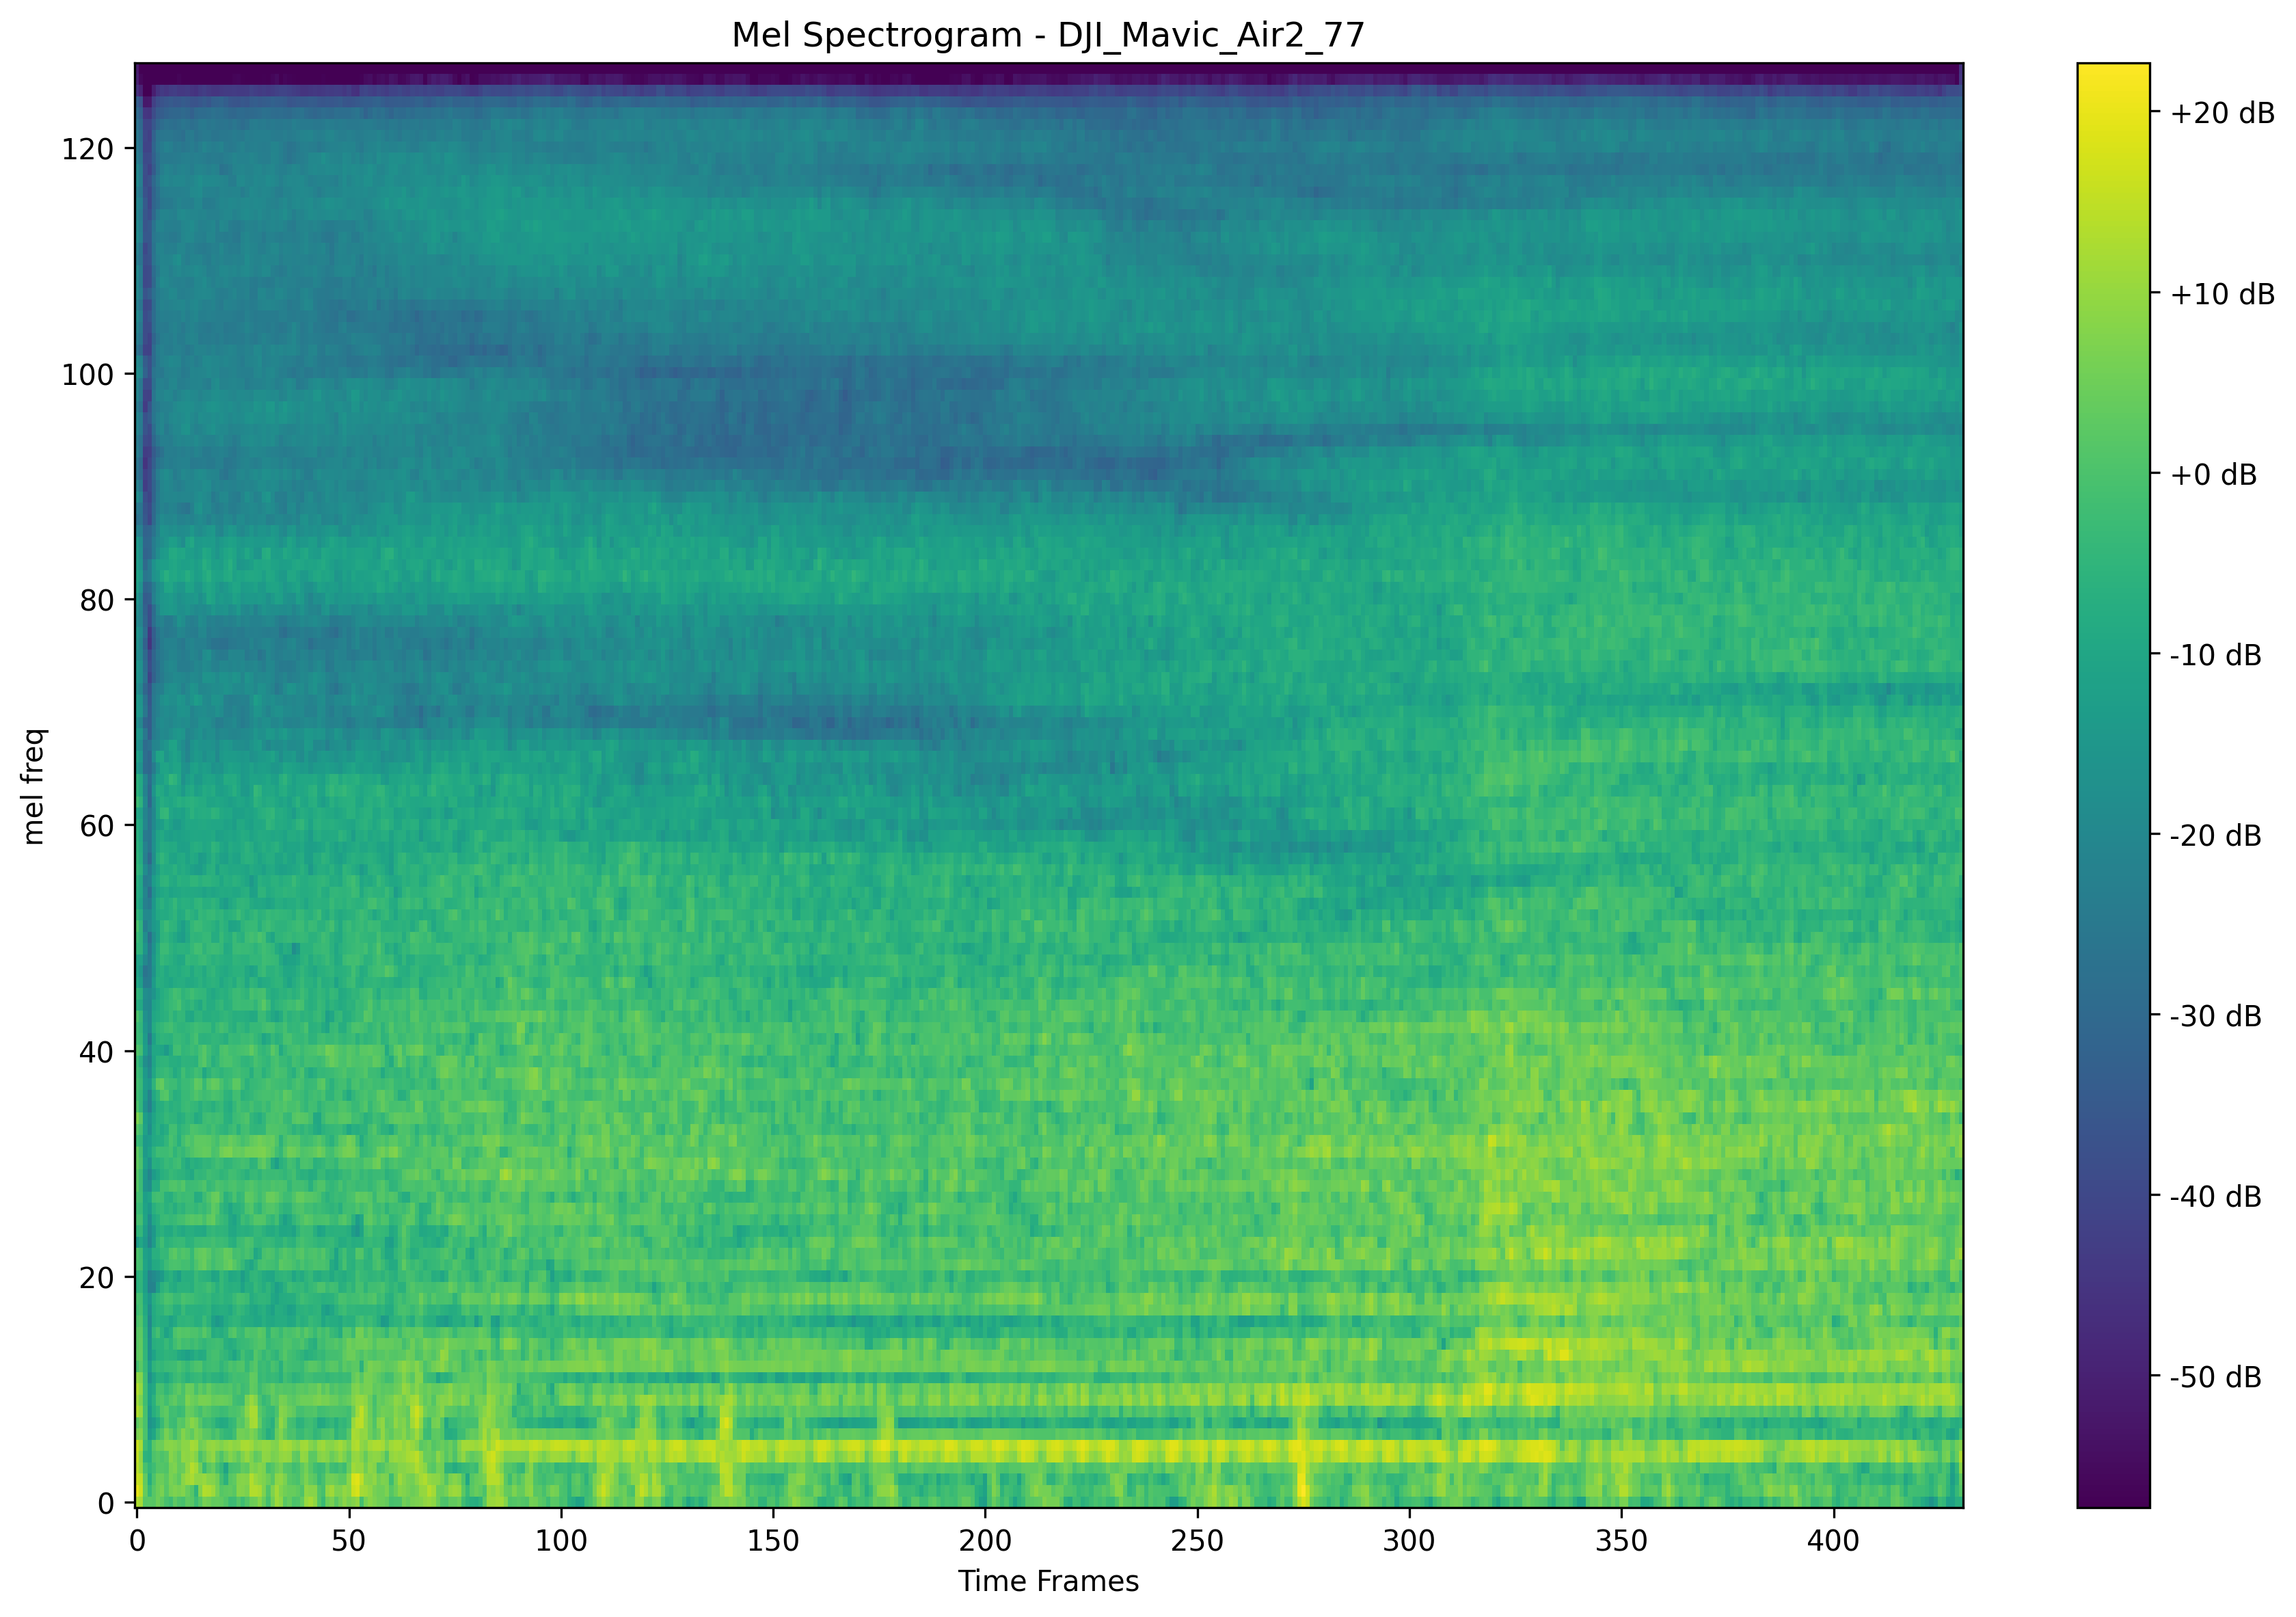 Mel Spectrogram - DJI_Mavic_Air2_77
120
100
80
60
40
20
0
mel freq
0 50 100 150 200 250 300 350 400
Time Frames
+20 dB
+10 dB
+0 dB
-10 dB
-20 dB
-30 dB
-40 dB
-50 dB